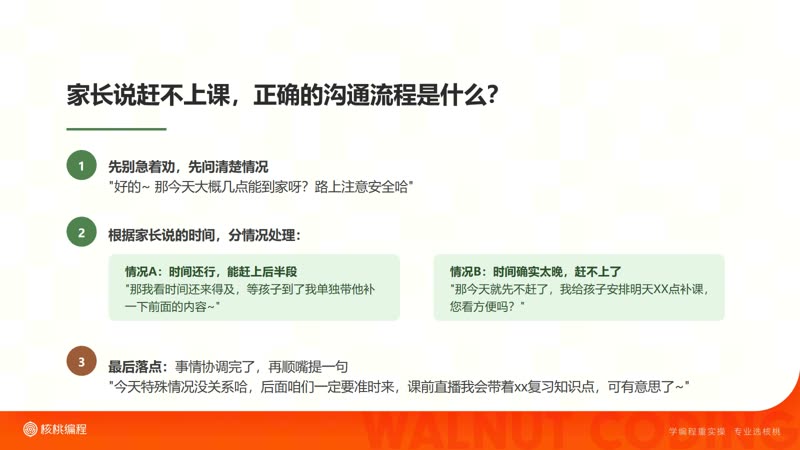 家长说赶不上课，正确的沟通流程是什么？
1
先别急着劝，先问清楚情况
"好的~ 那今天大概几点能到家呀？路上注意安全哈"
2
根据家长说的时间，分情况处理：
情况A：时间还行，能赶上后半段
"那我看时间还来得及，等孩子到了我单独带他补
一下前面的内容~"
情况B：时间确实太晚，赶不上了
"那今天就先不赶了，我给孩子安排明天XX点补课，
您看方便吗？"
3
最后落点：事情协调完了，再顺嘴提一句
"今天特殊情况没关系哈，后面咱们一定要准时来，课前直播我会带着xx复习知识点，可有意思了~"
核桃编程
WALNUT CODING
学编程重实操 专业选核桃